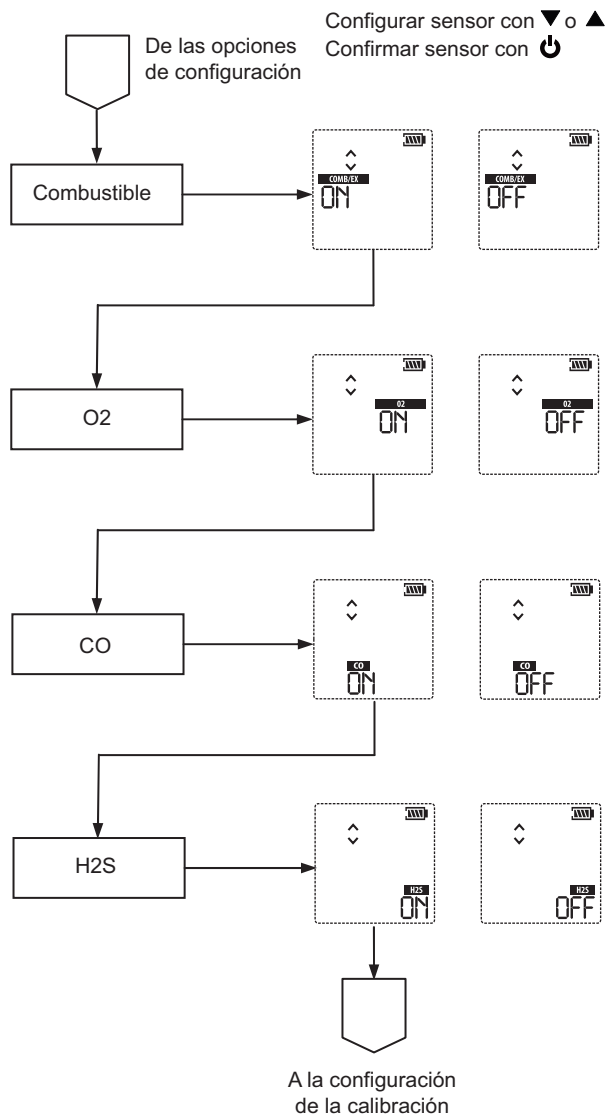 Configurar sensor con ▼ o ▲
Confirmar sensor con ⏻
De las opciones
de configuración
Combustible
COMB/EX
ON
COMB/EX
OFF
O2
O2
ON
O2
OFF
CO
CO
ON
CO
OFF
H2S
H2S
ON
H2S
OFF
A la configuración
de la calibración